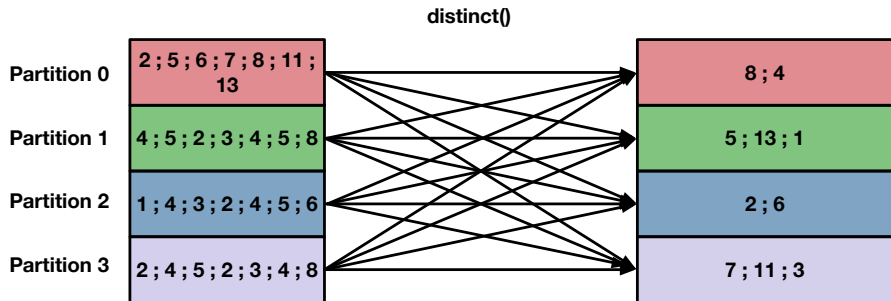 distinct()
Partition 0
2 ; 5 ; 6 ; 7 ; 8 ; 11 ;
13
8 ; 4
Partition 1
4 ; 5 ; 2 ; 3 ; 4 ; 5 ; 8
5 ; 13 ; 1
Partition 2
1 ; 4 ; 3 ; 2 ; 4 ; 5 ; 6
2 ; 6
Partition 3
2 ; 4 ; 5 ; 2 ; 3 ; 4 ; 8
7 ; 11 ; 3